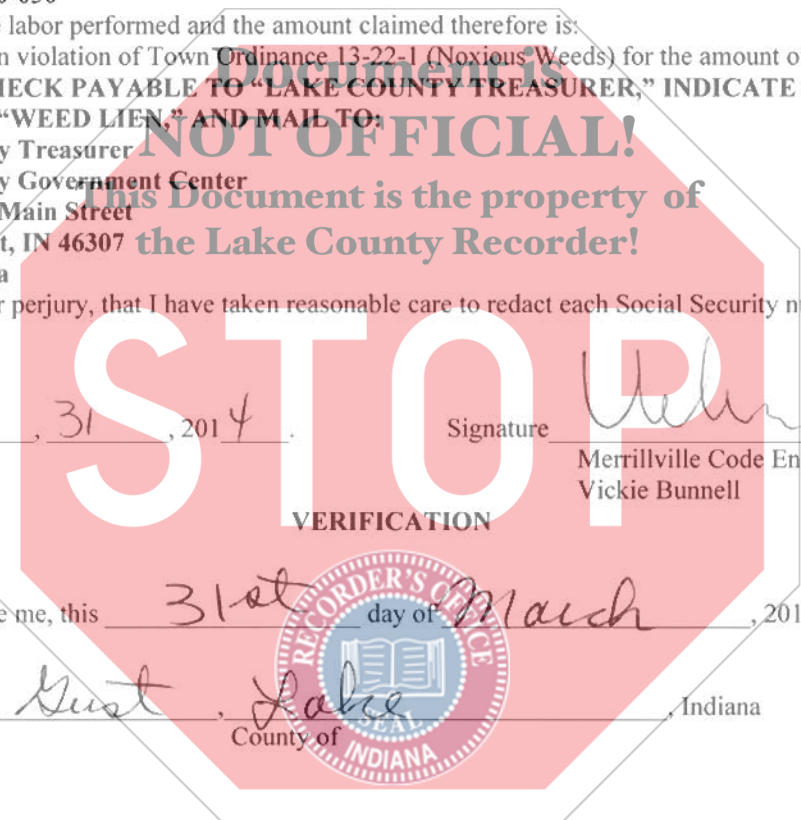 e labor performed and the amount claimed therefore is:
n violation of Town Ordinance 13-22-1 (Noxious Weeds) for the amount o
Document is
HECK PAYABLE TO “LAKE COUNTY TREASURER,” INDICATE
“WEED LIEN,” AND MAIL TO:
NOT OFFICIAL!
y Treasurer
y Government Center
This Document is the property of
Main Street
t, IN 46307
the Lake County Recorder!
a
r perjury, that I have taken reasonable care to redact each Social Security n
STOP
, 31 , 2014 .
Signature
Merrillville Code En
Vickie Bunnell
VERIFICATION
e me, this 31st day of March , 201
RECORDER'S OFFICE
Gust , Lake , Indiana
SEAL
County of
INDIANA